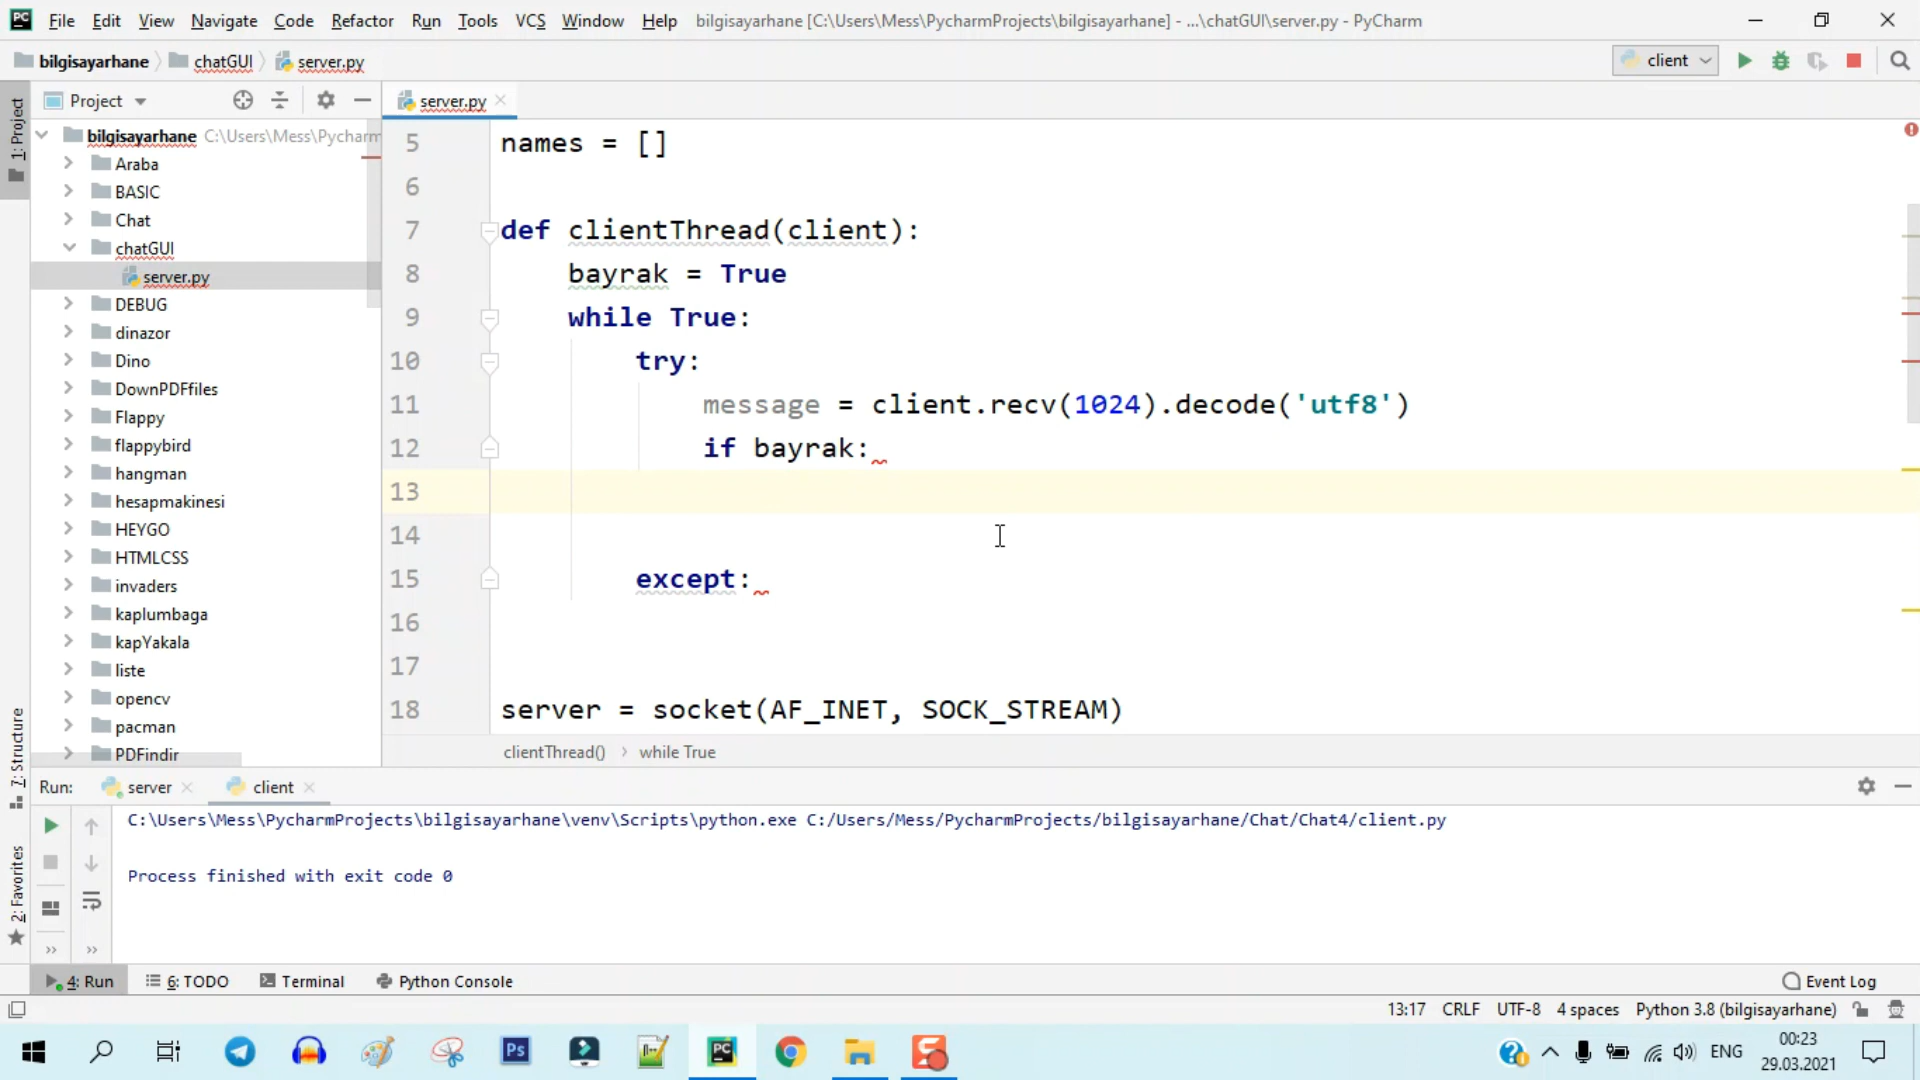 File Edit View Navigate Code Refactor Run Tools VCS Window Help bilgisayarhane [C:\Users\Mess\PycharmProjects\bilgisayarhane] - ...\chatGUI\server.py - PyCharm
bilgisayarhane chatGUI server.py client
1: Project
Project
server.py
bilgisayarhane C:\Users\Mess\Pycharm
Araba
BASIC
Chat
chatGUI
server.py
DEBUG
dinazor
Dino
DownPDFfiles
Flappy
flappybird
hangman
hesapmakinesi
HEYGO
HTMLCSS
invaders
kaplumbaga
kapYakala
liste
opencv
pacman
PDFindir
5 names = []
6
7 def clientThread(client):
8 bayrak = True
9 while True:
10 try:
11 message = client.recv(1024).decode('utf8')
12 if bayrak:
13
14
15 except:
16
17
18 server = socket(AF_INET, SOCK_STREAM)
clientThread() while True
7: Structure
2: Favorites
Run: server client
C:\Users\Mess\PycharmProjects\bilgisayarhane\venv\Scripts\python.exe C:/Users/Mess/PycharmProjects/bilgisayarhane/Chat/Chat4/client.py
Process finished with exit code 0
4: Run 6: TODO Terminal Python Console Event Log
13:17 CRLF UTF-8 4 spaces Python 3.8 (bilgisayarhane)
Ps PC ENG 00:23
29.03.2021